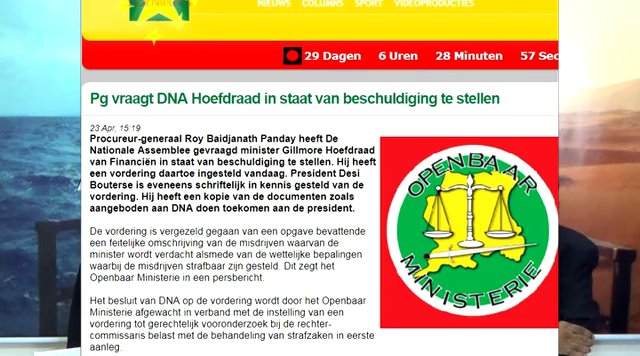 NIEUWS COLUMNS SPORT VIDEOPRODUCTIES
29 Dagen 6 Uren 28 Minuten 57 Sec
Pg vraagt DNA Hoefdraad in staat van beschuldiging te stellen
23 Apr, 15:19
Procureur-generaal Roy Baidjnath Panday heeft De
Nationale Assemblee gevraagd minister Gillmore Hoefdraad
van Financiën in staat van beschuldiging te stellen. Hij heeft
een vordering daartoe ingesteld vandaag. President Desi
Bouterse is eveneens schriftelijk in kennis gesteld van de
vordering. Hij heeft een kopie van de documenten zoals
aangeboden aan DNA doen toekomen aan de president.
De vordering is vergezeld gegaan van een opgave bevattende
een feitelijke omschrijving van de misdrijven waarvan de
minister wordt verdacht alsmede van de wettelijke bepalingen
waarbij de misdrijven strafbaar zijn gesteld. Dit zegt het
Openbaar Ministerie in een persbericht.
Het besluit van DNA op de vordering wordt door het Openbaar
Ministerie afgewacht in verband met de instelling van een
vordering tot gerechtelijk vooronderzoek bij de rechter-
commissaris belast met de behandeling van strafzaken in eerste
aanleg.
OPENBAAR
MINISTERIE